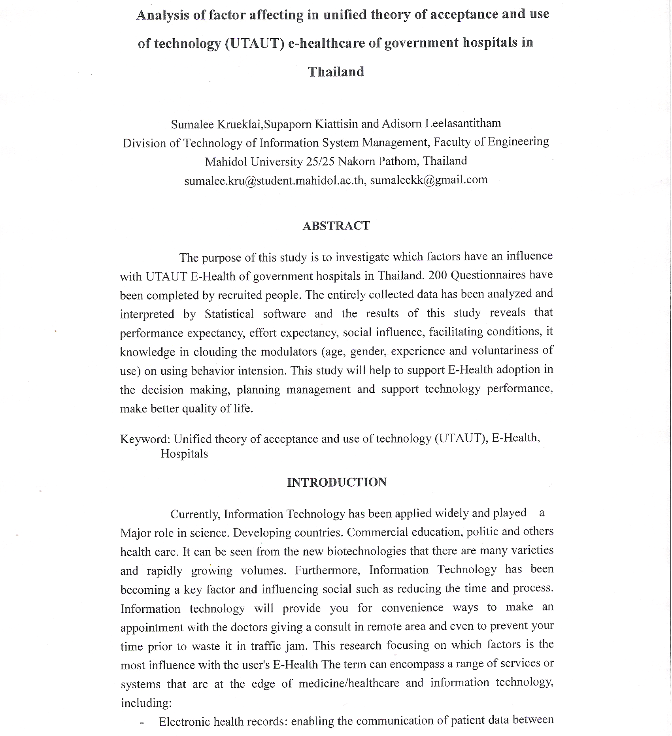 Analysis of factor affecting in unified theory of acceptance and use
of technology (UTAUT) e-healthcare of government hospitals in
Thailand
Sumalee Krueklai,Supaporn Kiattisin and Adisorn Leelasantitham
Division of Technology of Information System Management, Faculty of Engineering
Mahidol University 25/25 Nakorn Pathom, Thailand
sumalee.kru@student.mahidol.ac.th, sumaleekk@gmail.com
ABSTRACT
The purpose of this study is to investigate which factors have an influence
with UTAUT E-Health of government hospitals in Thailand. 200 Questionnaires have
been completed by recruited people. The entirely collected data has been analyzed and
interpreted by Statistical software and the results of this study reveals that
performance expectancy, effort expectancy, social influence, facilitating conditions, it
knowledge in clouding the modulators (age, gender, experience and voluntariness of
use) on using behavior intension. This study will help to support E-Health adoption in
the decision making, planning management and support technology performance,
make better quality of life.
Keyword: Unified theory of acceptance and use of technology (UTAUT), E-Health,
Hospitals
INTRODUCTION
Currently, Information Technology has been applied widely and played a
Major role in science. Developing countries. Commercial education, politic and others
health care. It can be seen from the new biotechnologies that there are many varieties
and rapidly growing volumes. Furthermore, Information Technology has been
becoming a key factor and influencing social such as reducing the time and process.
Information technology will provide you for convenience ways to make an
appointment with the doctors giving a consult in remote area and even to prevent your
time prior to waste it in traffic jam. This research focusing on which factors is the
most influence with the user's E-Health The term can encompass a range of services or
systems that are at the edge of medicine/healthcare and information technology,
including:
- Electronic health records: enabling the communication of patient data between